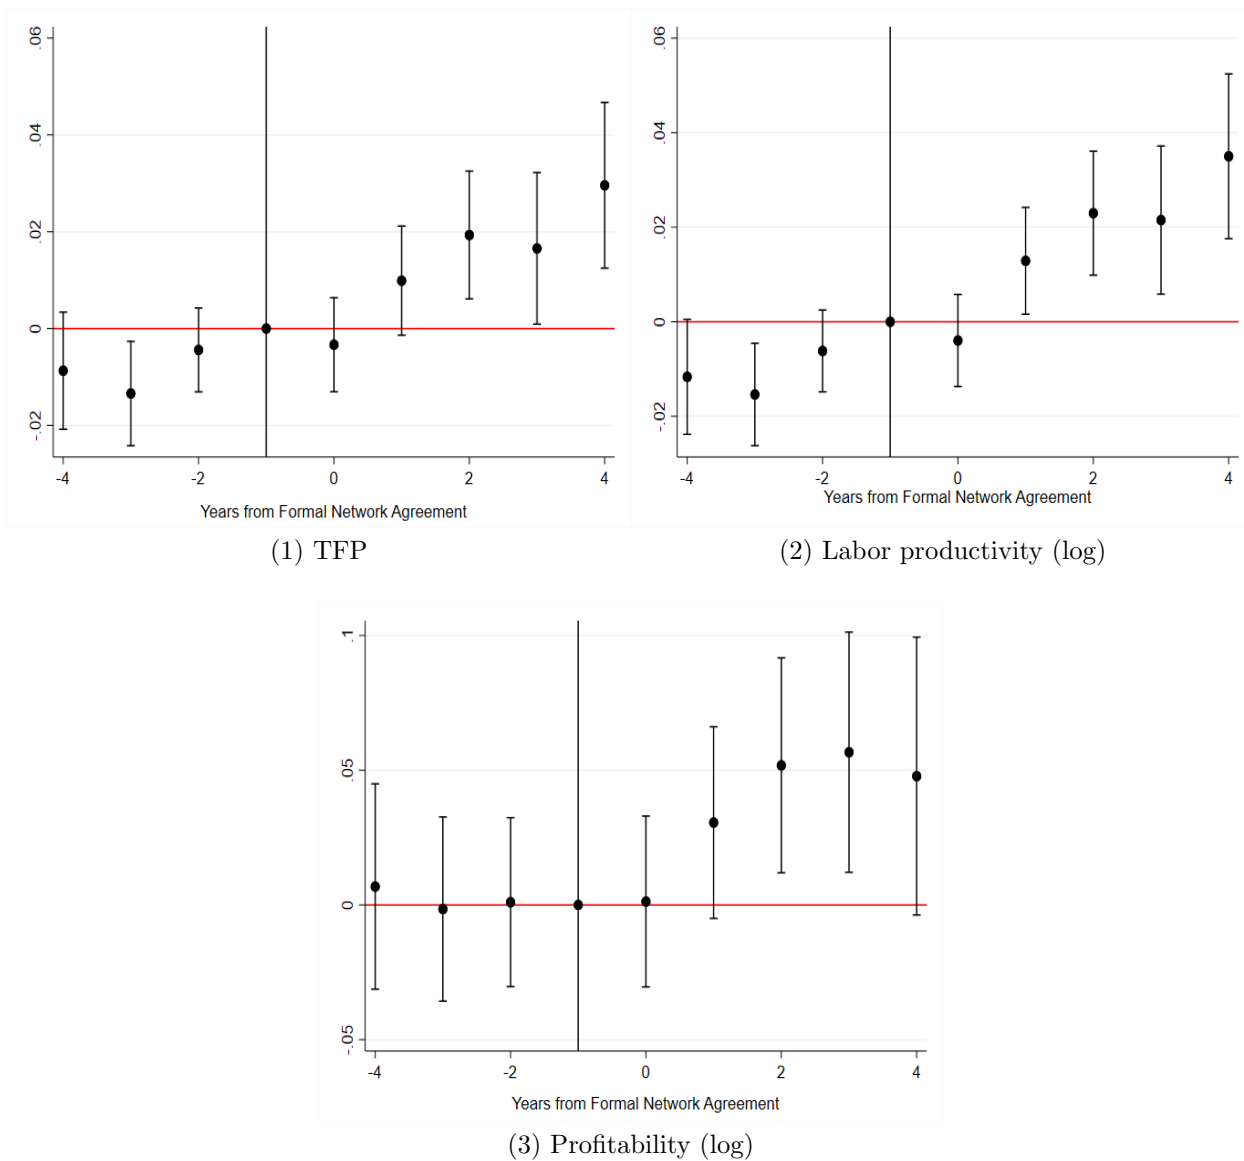 .06
.04
.02
0
-.02
-4 -2 0 2 4
Years from Formal Network Agreement
(1) TFP
.06
.04
.02
0
-.02
-4 -2 0 2 4
Years from Formal Network Agreement
(2) Labor productivity (log)
.1
.05
0
-.05
-4 -2 0 2 4
Years from Formal Network Agreement
(3) Profitability (log)